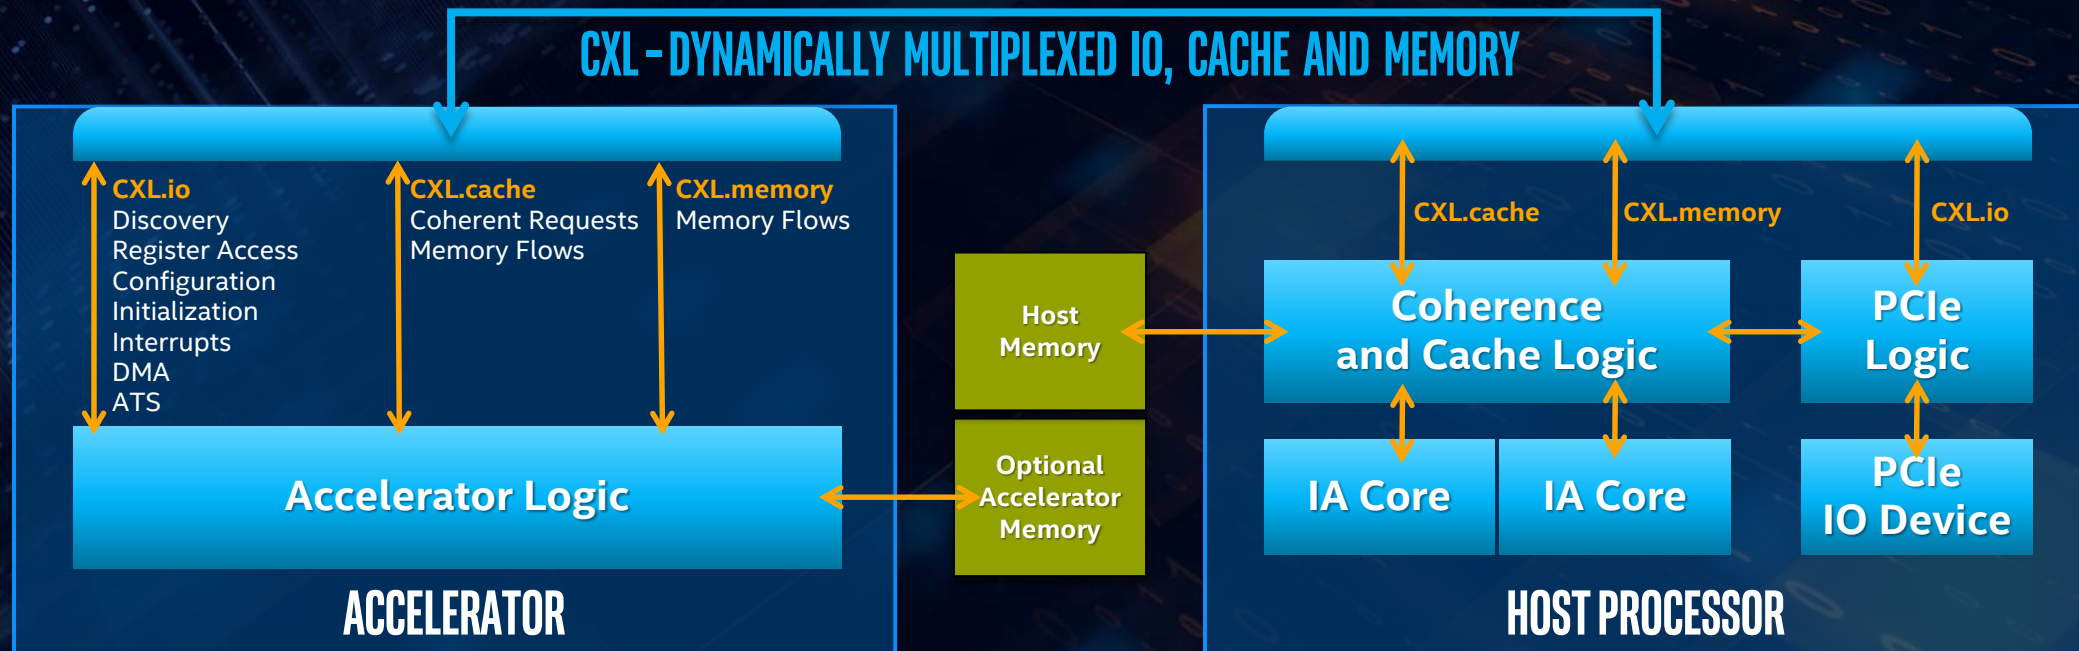 CXL – DYNAMICALLY MULTIPLEXED IO, CACHE AND MEMORY
CXL.io
Discovery
Register Access
Configuration
Initialization
Interrupts
DMA
ATS
CXL.cache
Coherent Requests
Memory Flows
CXL.memory
Memory Flows
Accelerator Logic
ACCELERATOR
Host
Memory
Optional
Accelerator
Memory
CXL.cache
CXL.memory
CXL.io
Coherence
and Cache Logic
PCIe
Logic
IA Core
IA Core
PCIe
IO Device
HOST PROCESSOR